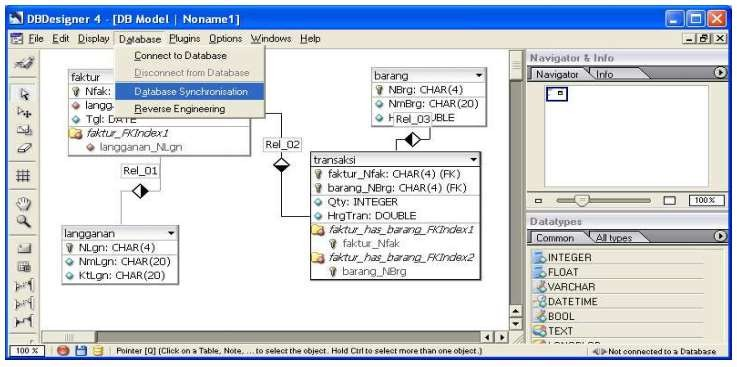 DBDesigner 4 - [DB Model | Noname1]
File Edit Display Database Plugins Options Windows Help
Connect to Database
Disconnect from Database
Database Synchronisation
Reverse Engineering
faktur
Nfak:
langg
Tgl: DATE
faktur_FKIndex1
langganan_NLgn
barang
NBrg: CHAR(4)
NmBrg: CHAR(20)
Rel_03
Rel_02
Rel_01
transaksi
faktur_Nfak: CHAR(4) (FK)
barang_NBrg: CHAR(4) (FK)
Qty: INTEGER
HrgTran: DOUBLE
faktur_has_barang_FKIndex1
faktur_Nfak
faktur_has_barang_FKIndex2
barang_NBrg
langganan
NLgn: CHAR(4)
NmLgn: CHAR(20)
KtLgn: CHAR(20)
Navigator & Info
Navigator Info
100%
Datatypes
Common All types
INTEGER
FLOAT
VARCHAR
DATETIME
BOOL
TEXT
100 % Pointer [Q] (Click on a Table, Note, ... to select the object. Hold Ctrl to select more than one object.) Not connected to a Database